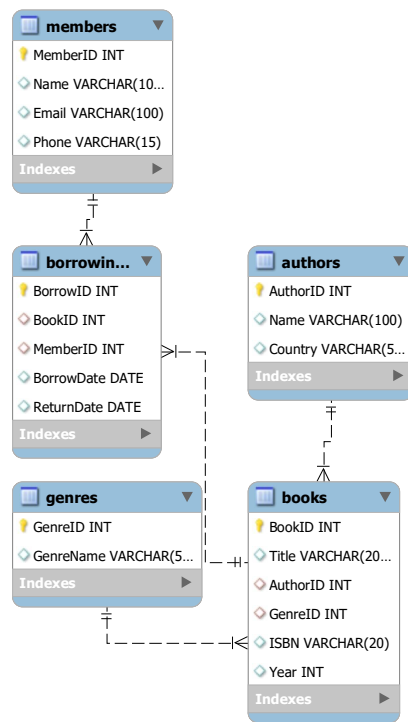 members
MemberID INT
Name VARCHAR(10...
Email VARCHAR(100)
Phone VARCHAR(15)
Indexes
borrowin...
BorrowID INT
BookID INT
MemberID INT
BorrowDate DATE
ReturnDate DATE
Indexes
authors
AuthorID INT
Name VARCHAR(100)
Country VARCHAR(5...
Indexes
genres
GenreID INT
GenreName VARCHAR(5...
Indexes
books
BookID INT
Title VARCHAR(20...
AuthorID INT
GenreID INT
ISBN VARCHAR(20)
Year INT
Indexes